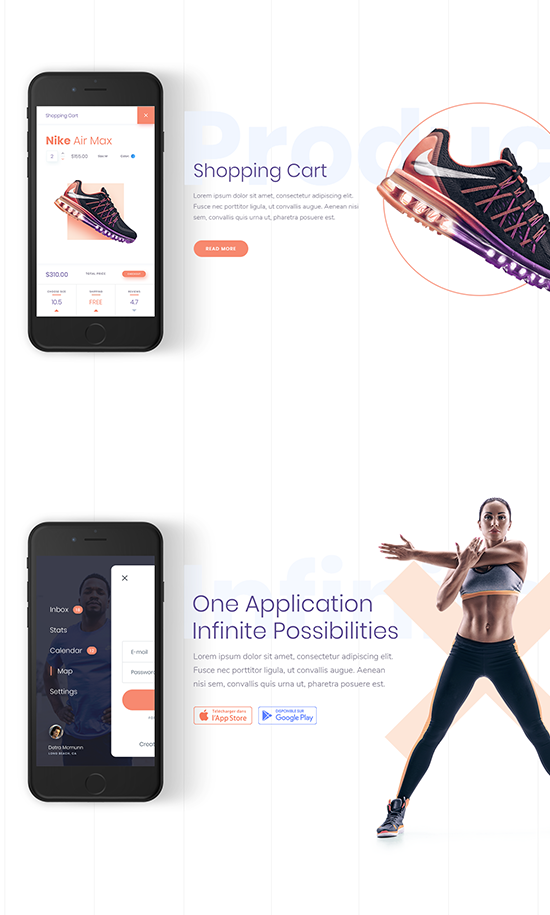 Produc
Shopping Cart
Nike Air Max
2
$155.00
$310.00
TOTAL PRICE
10.5
FREE
REVIEWS
4.7
Shopping Cart
Lorem ipsum dolor sit amet, consectetur adipiscing elit.
Fusce nec porttitor ligula, ut convallis augue. Aenean nisi
sem, convallis quis urna ut, pharetra posuere est.
READ MORE
Infin
Inbox
Stats
Calendar
Map
Settings
Detra Mcmunn
LONG BEACH, CA
E-mail
Password
Creat
One Application
Infinite Possibilities
Lorem ipsum dolor sit amet, consectetur adipiscing elit.
Fusce nec porttitor ligula, ut convallis augue. Aenean
nisi sem, convallis quis urna ut, pharetra posuere est.
Télécharger dans
l'App Store
DISPONIBLE SUR
Google Play